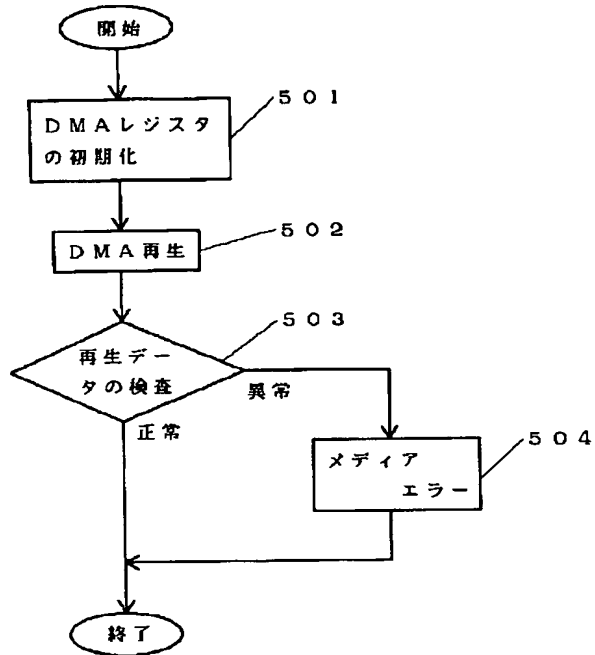 開始
501
DMAレジスタ
の初期化
502
DMA再生
503
再生デー
タの検査
異常
正常
504
メディア
エラー
終了